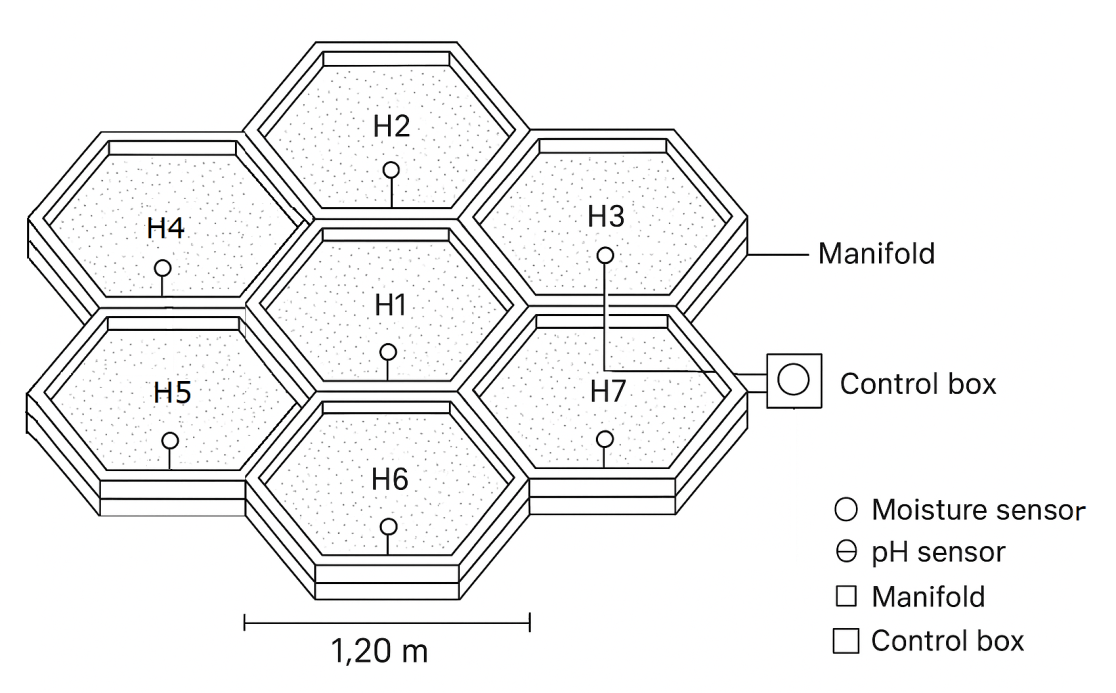 H2
H4
H3
Manifold
H1
Control box
H5
H7
H6
Moisture sensor
pH sensor
Manifold
Control box
1,20 m